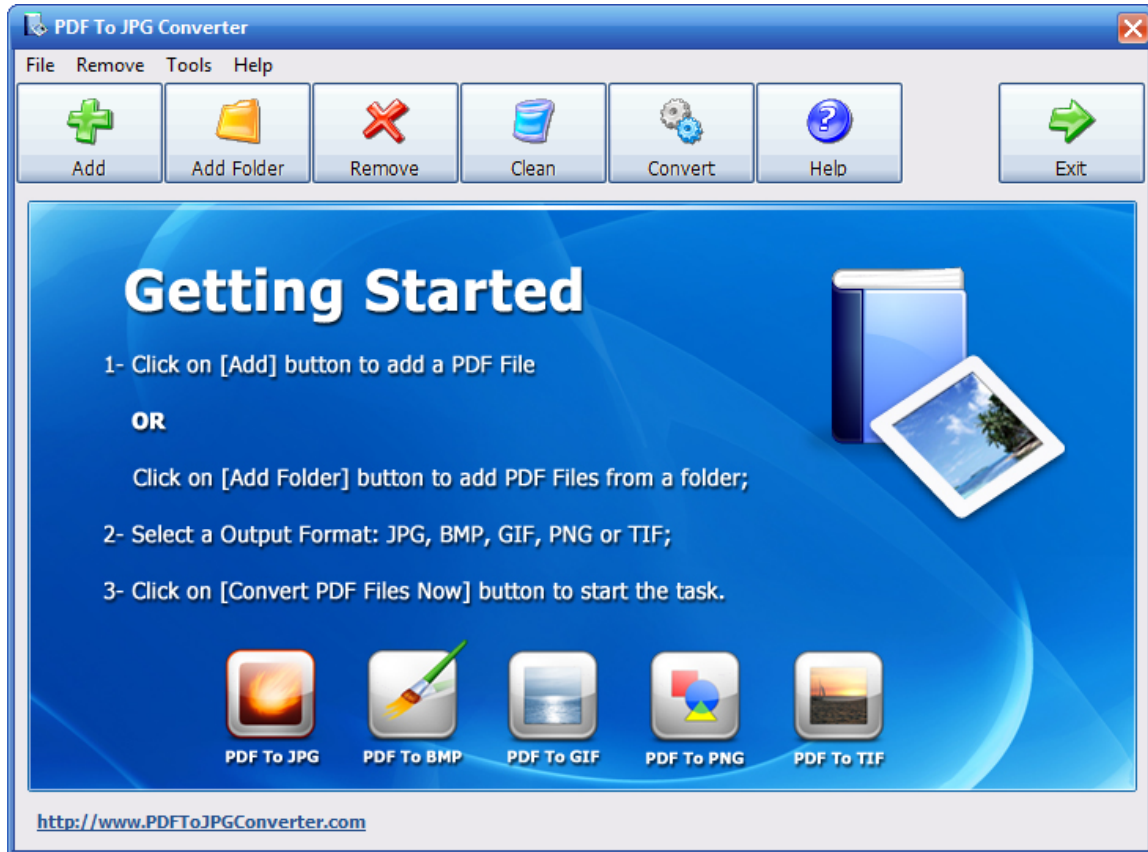 PDF To JPG Converter
File Remove Tools Help
Add Add Folder Remove Clean Convert Help Exit
Getting Started
1- Click on [Add] button to add a PDF File
OR
Click on [Add Folder] button to add PDF Files from a folder;
2- Select a Output Format: JPG, BMP, GIF, PNG or TIF;
3- Click on [Convert PDF Files Now] button to start the task.
PDF To JPG PDF To BMP PDF To GIF PDF To PNG PDF To TIF
http://www.PDFToJPGConverter.com